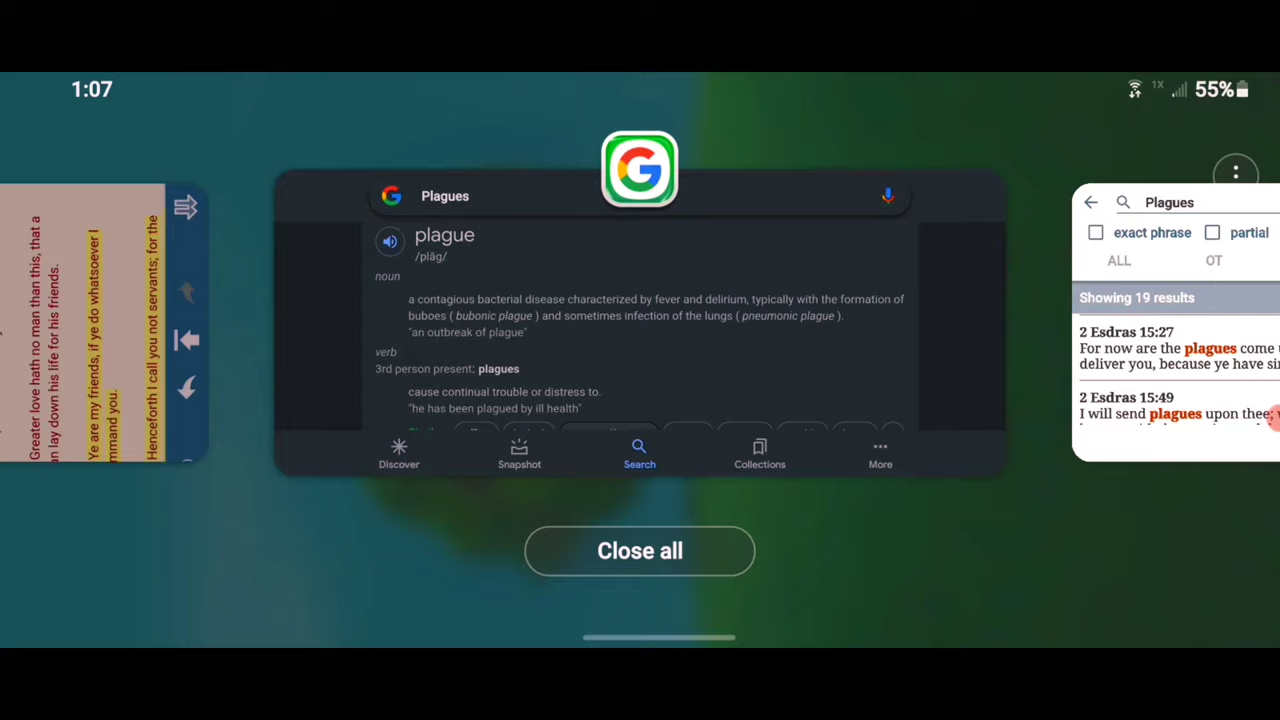 1:07
1X
55%
Greater love hath no man than this, that a
lay down his life for his friends.
Ye are my friends, if ye do whatsoever I
mmand you.
Henceforth I call you not servants; for the
Plagues
plague
/plāg/
noun
a contagious bacterial disease characterized by fever and delirium, typically with the formation of
buboes ( bubonic plague ) and sometimes infection of the lungs ( pneumonic plague ).
"an outbreak of plague"
verb
3rd person present: plagues
cause continual trouble or distress to.
"he has been plagued by ill health"
Discover
Snapshot
Search
Collections
More
Plagues
exact phrase
partial
ALL
OT
Showing 19 results
2 Esdras 15:27
For now are the plagues come
deliver you, because ye have
2 Esdras 15:49
I will send plagues upon thee;
Close all